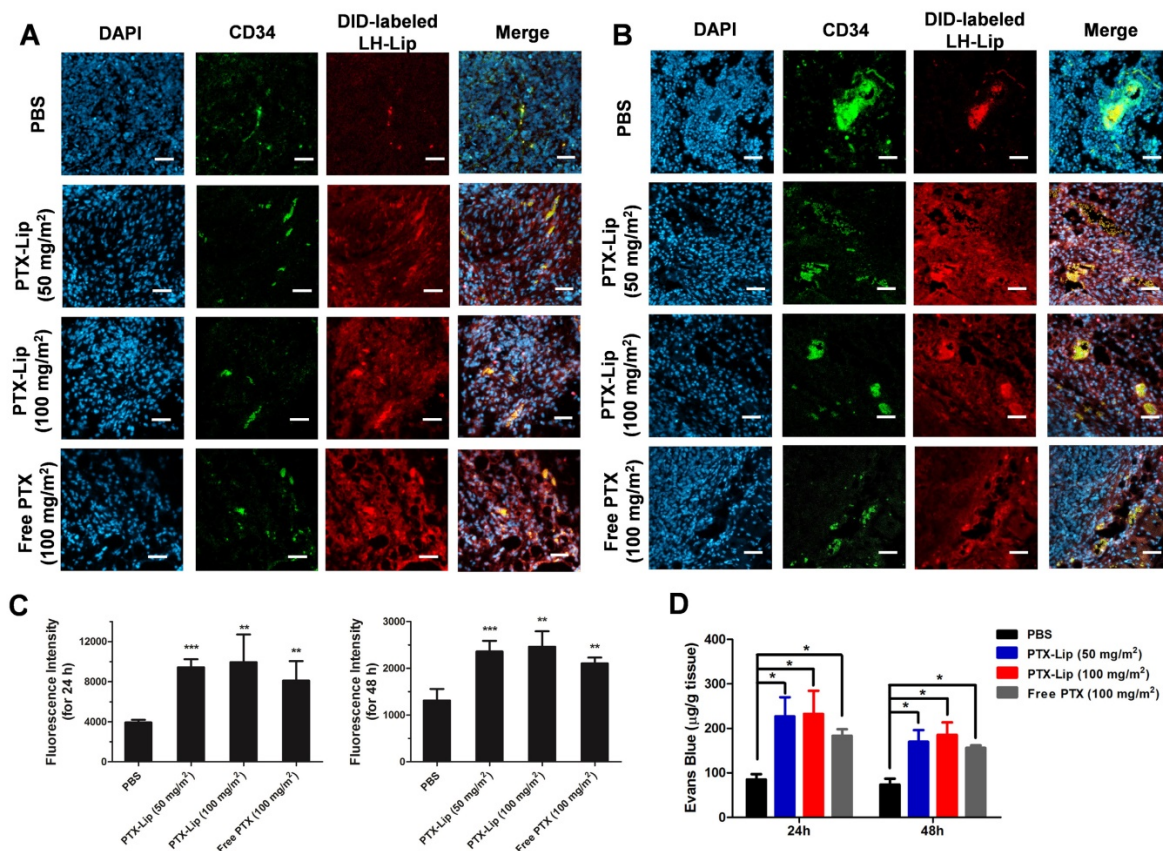 A
DAPI
CD34
DID-labeled
LH-Lip
Merge
PBS
PTX-Lip
(50 mg/m²)
PTX-Lip
(100 mg/m²)
Free PTX
(100 mg/m²)
B
DAPI
CD34
DID-labeled
LH-Lip
Merge
PBS
PTX-Lip
(50 mg/m²)
PTX-Lip
(100 mg/m²)
Free PTX
(100 mg/m²)
C
Fluorescence Intensity
(for 24 h)
12000
8000
4000
0
***
**
**
PBS
PTX-Lip (50 mg/m²)
PTX-Lip (100 mg/m²)
Free PTX (100 mg/m²)
Fluorescence Intensity
(for 48 h)
3000
2000
1000
0
***
**
**
PBS
PTX-Lip (50 mg/m²)
PTX-Lip (100 mg/m²)
Free PTX (100 mg/m²)
D
Evans Blue (µg/g tissue)
400
300
200
100
0
*
*
*
*
*
*
24h
48h
PBS
PTX-Lip (50 mg/m²)
PTX-Lip (100 mg/m²)
Free PTX (100 mg/m²)